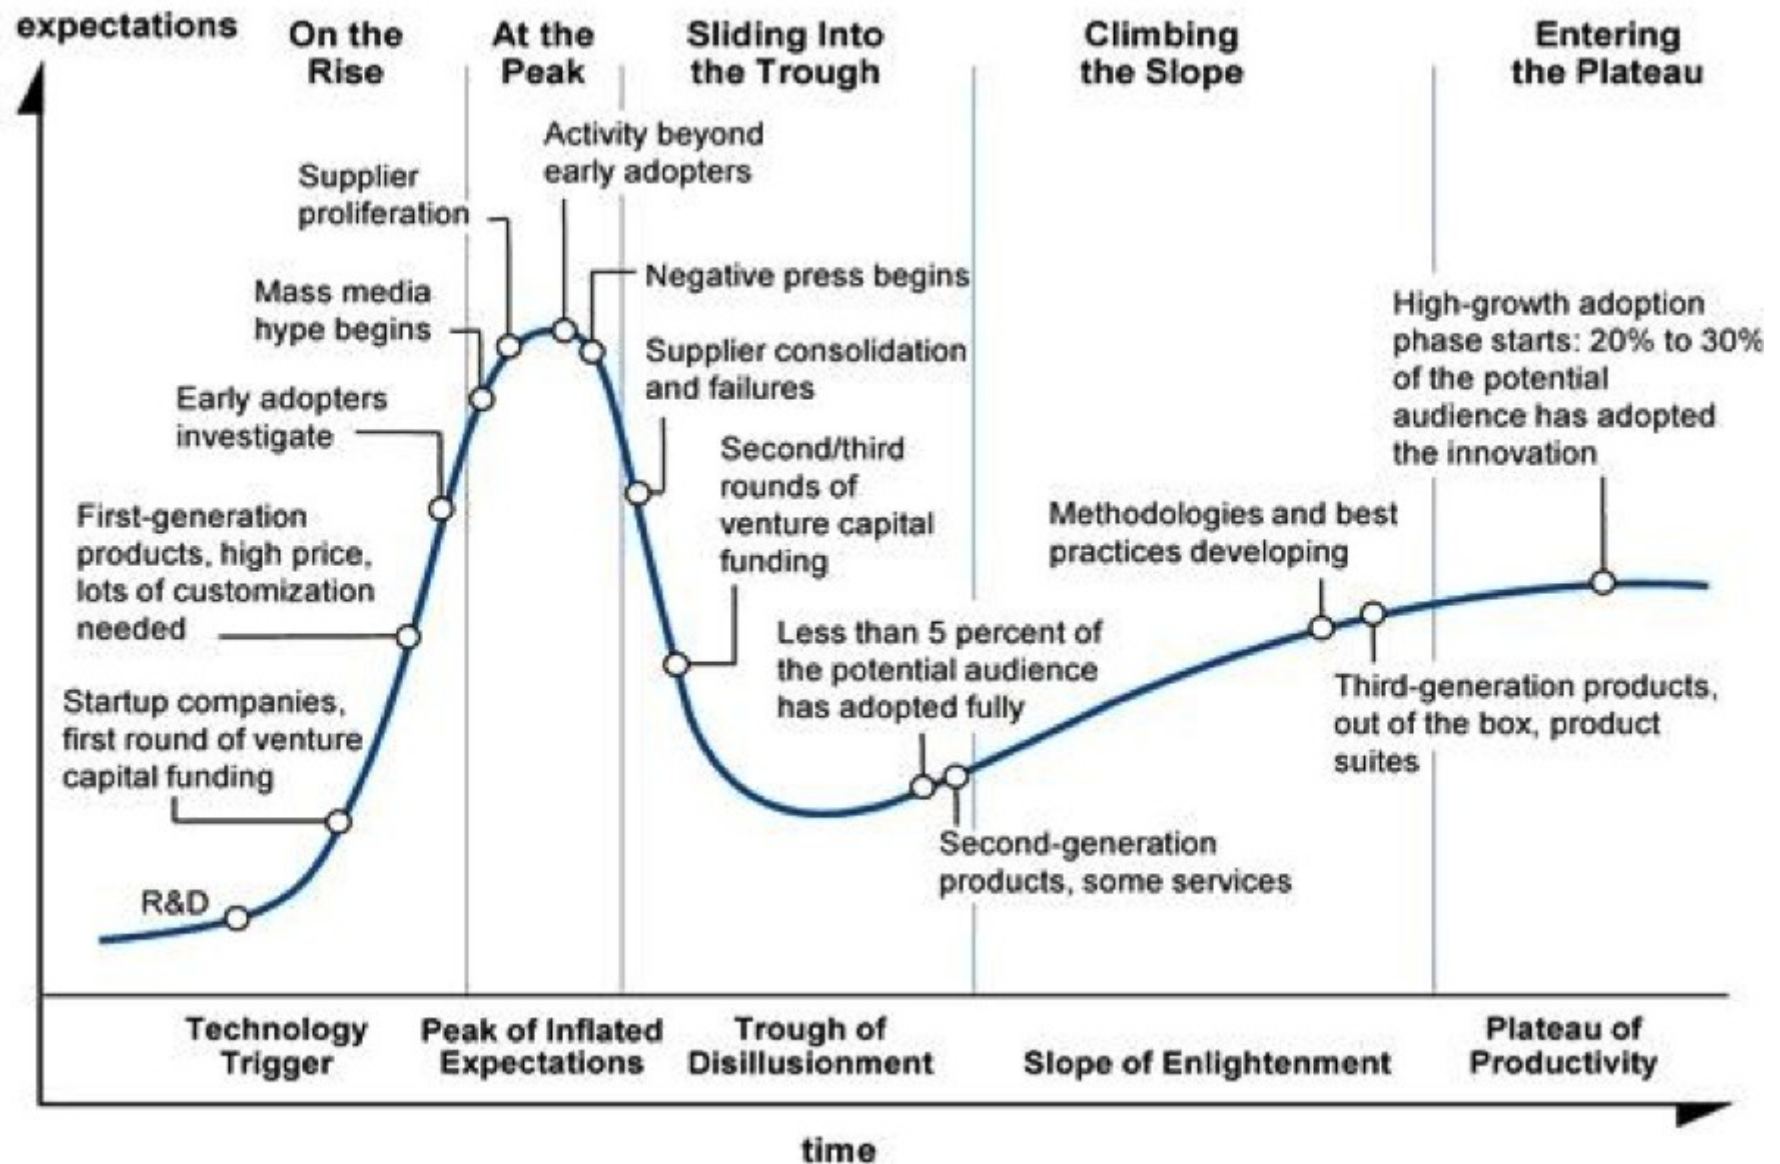 expectations
On the
Rise
At the
Peak
Sliding Into
the Trough
Climbing
the Slope
Entering
the Plateau
Activity beyond
early adopters
Supplier
proliferation
Negative press begins
Mass media
hype begins
Supplier consolidation
and failures
Early adopters
investigate
Second/third
rounds of
venture capital
funding
High-growth adoption
phase starts: 20% to 30%
of the potential
audience has adopted
the innovation
First-generation
products, high price,
lots of customization
needed
Methodologies and best
practices developing
Less than 5 percent of
the potential audience
has adopted fully
Startup companies,
first round of venture
capital funding
Third-generation products,
out of the box, product
suites
Second-generation
products, some services
R&D
Technology
Trigger
Peak of Inflated
Expectations
Trough of
Disillusionment
Slope of Enlightenment
Plateau of
Productivity
time